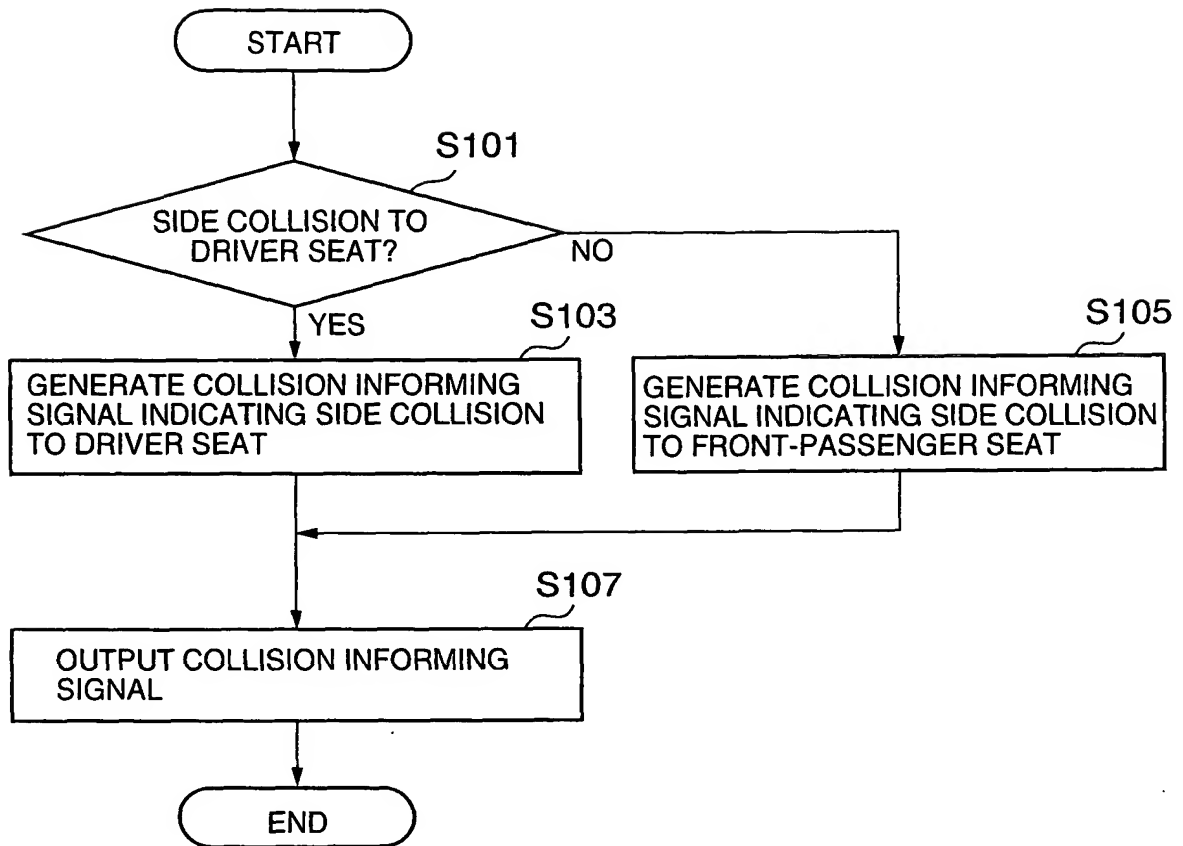 START
S101
SIDE COLLISION TO
DRIVER SEAT?
NO
YES
S103
GENERATE COLLISION INFORMING
SIGNAL INDICATING SIDE COLLISION
TO DRIVER SEAT
S105
GENERATE COLLISION INFORMING
SIGNAL INDICATING SIDE COLLISION
TO FRONT-PASSENGER SEAT
S107
OUTPUT COLLISION INFORMING
SIGNAL
END